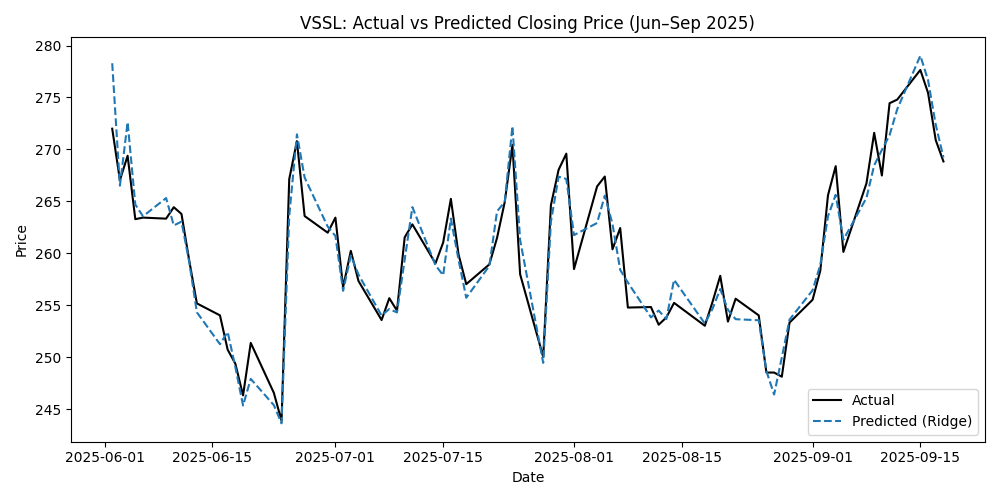 VSSL: Actual vs Predicted Closing Price (Jun–Sep 2025)
280
275
270
265
260
255
250
245
Price
Actual
Predicted (Ridge)
2025-06-01 2025-06-15 2025-07-01 2025-07-15 2025-08-01 2025-08-15 2025-09-01 2025-09-15
Date